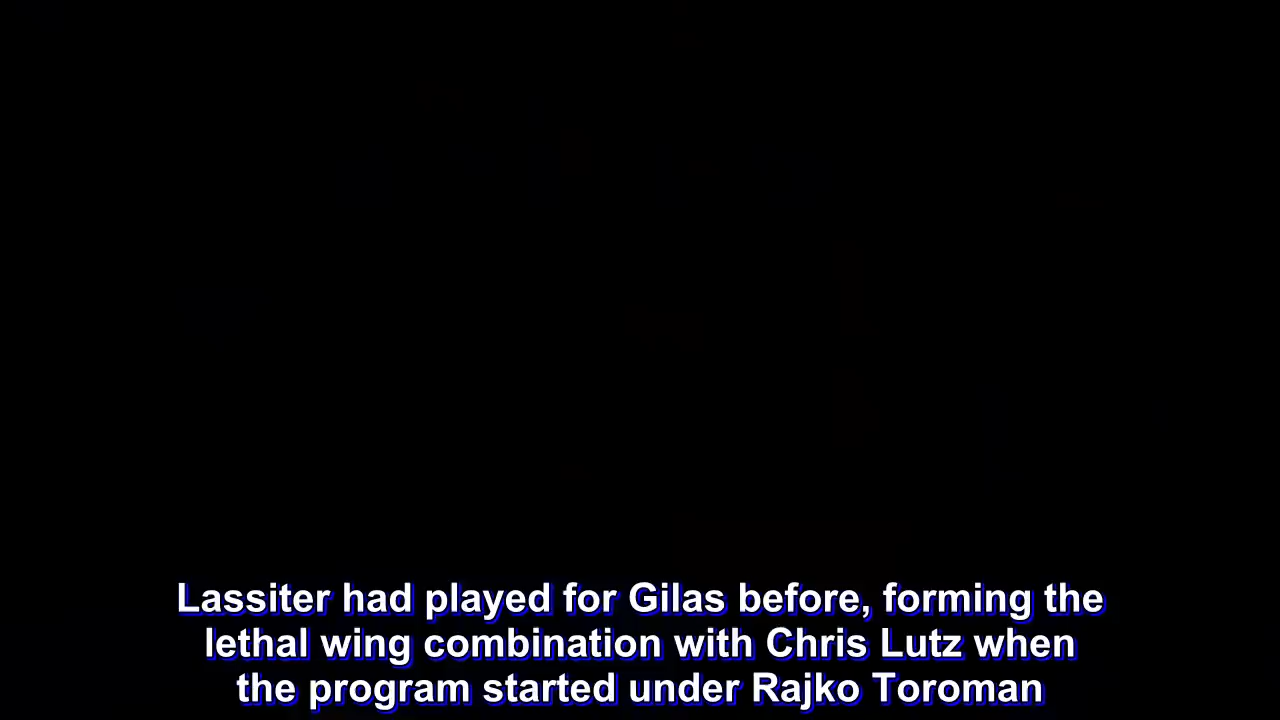 Lassiter had played for Gilas before, forming the
lethal wing combination with Chris Lutz when
the program started under Rajko Toroman